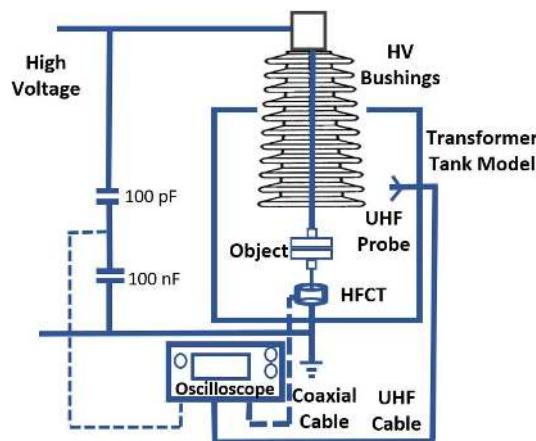 High
Voltage
HV
Bushings
Transformer
Tank Model
100 pF
UHF
Probe
Object
100 nF
HFCT
Oscilloscope
Coaxial
Cable
UHF
Cable